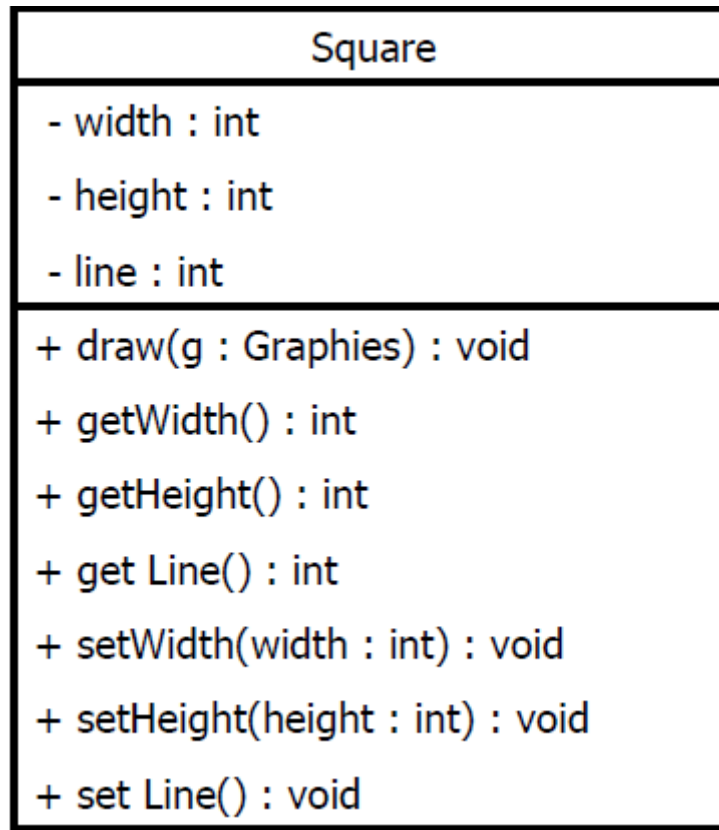 Square
- width : int
- height : int
- line : int
+ draw(g : Graphies) : void
+ getWidth() : int
+ getHeight() : int
+ get Line() : int
+ setWidth(width : int) : void
+ setHeight(height : int) : void
+ set Line() : void